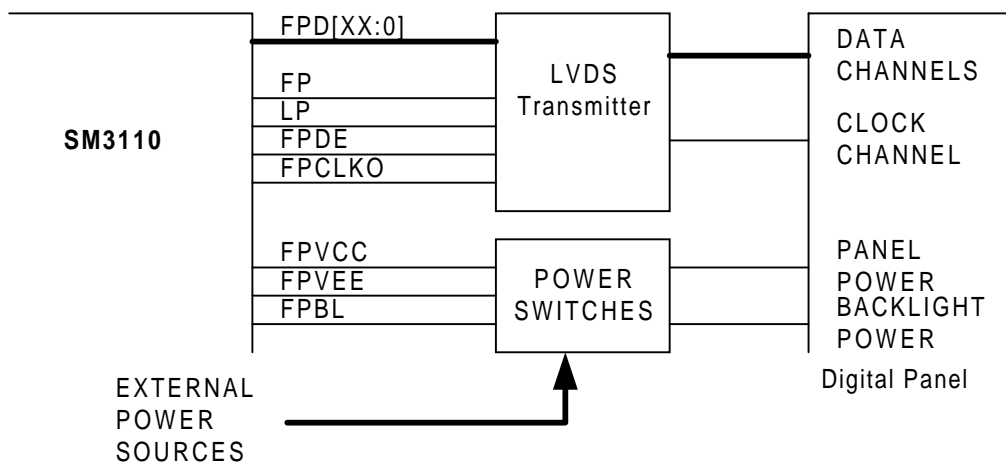 SM3110
FPD[XX:0]
FP
LP
FPDE
FPCLKO
FPVCC
FPVEE
FPBL
LVDS
Transmitter
POWER
SWITCHES
DATA
CHANNELS
CLOCK
CHANNEL
PANEL
POWER
BACKLIGHT
POWER
Digital Panel
EXTERNAL
POWER
SOURCES